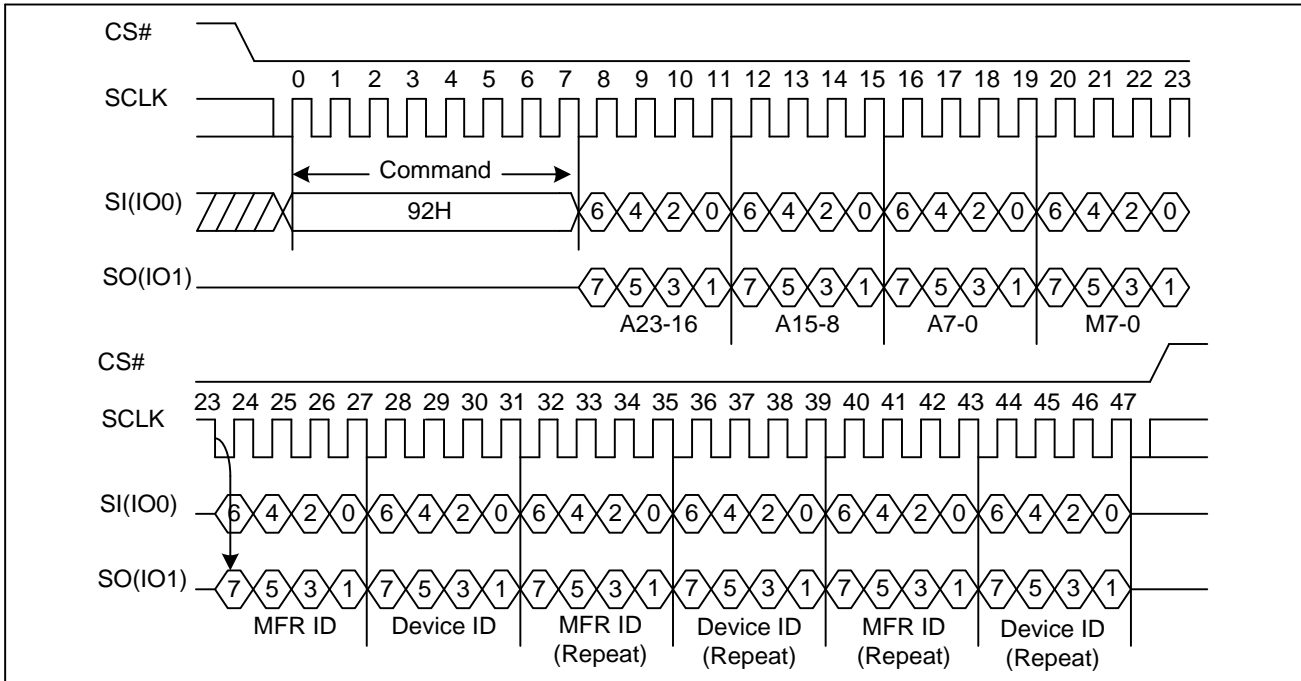 CS#
0 1 2 3 4 5 6 7 8 9 10 11 12 13 14 15 16 17 18 19 20 21 22 23
SCLK
Command
SI(IO0) 92H 6 4 2 0 6 4 2 0 6 4 2 0 6 4 2 0
SO(IO1) 7 5 3 1 7 5 3 1 7 5 3 1 7 5 3 1
A23-16 A15-8 A7-0 M7-0
CS#
23 24 25 26 27 28 29 30 31 32 33 34 35 36 37 38 39 40 41 42 43 44 45 46 47
SCLK
SI(IO0) 6 4 2 0 6 4 2 0 6 4 2 0 6 4 2 0 6 4 2 0 6 4 2 0
SO(IO1) 7 5 3 1 7 5 3 1 7 5 3 1 7 5 3 1 7 5 3 1 7 5 3 1
MFR ID Device ID MFR ID Device ID MFR ID Device ID
(Repeat) (Repeat) (Repeat) (Repeat)